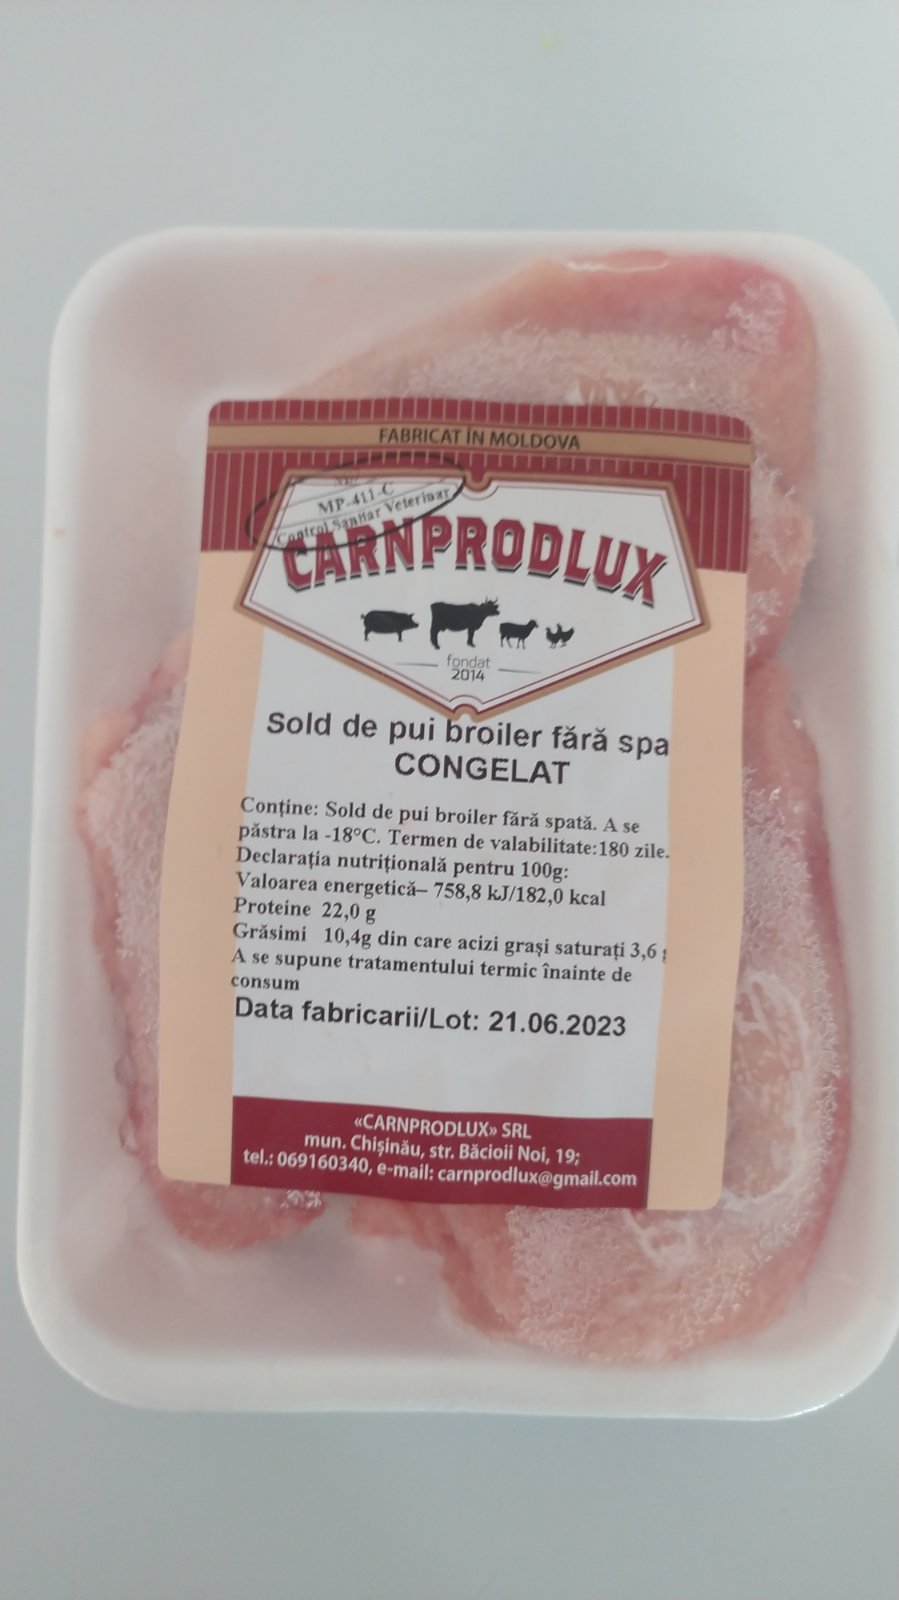 FABRICAT ÎN MOLDOVA
MP-411-C
Control Sanitar Veterinar
CARNPRODLUX
fondat
2014
Sold de pui broiler fără spa
CONGELAT
Conține: Sold de pui broiler fără spată. A se
păstra la -18°C. Termen de valabilitate:180 zile.
Declarația nutrițională pentru 100g:
Valoarea energetică– 758,8 kJ/182,0 kcal
Proteine 22,0 g
Grăsimi 10,4g din care acizi grași saturați 3,6
A se supune tratamentului termic înainte de
consum
Data fabricarii/Lot: 21.06.2023
«CARNPRODLUX» SRL
mun. Chișinău, str. Băcioii Noi, 19;
tel.: 069160340, e-mail: carnprodlux@gmail.com